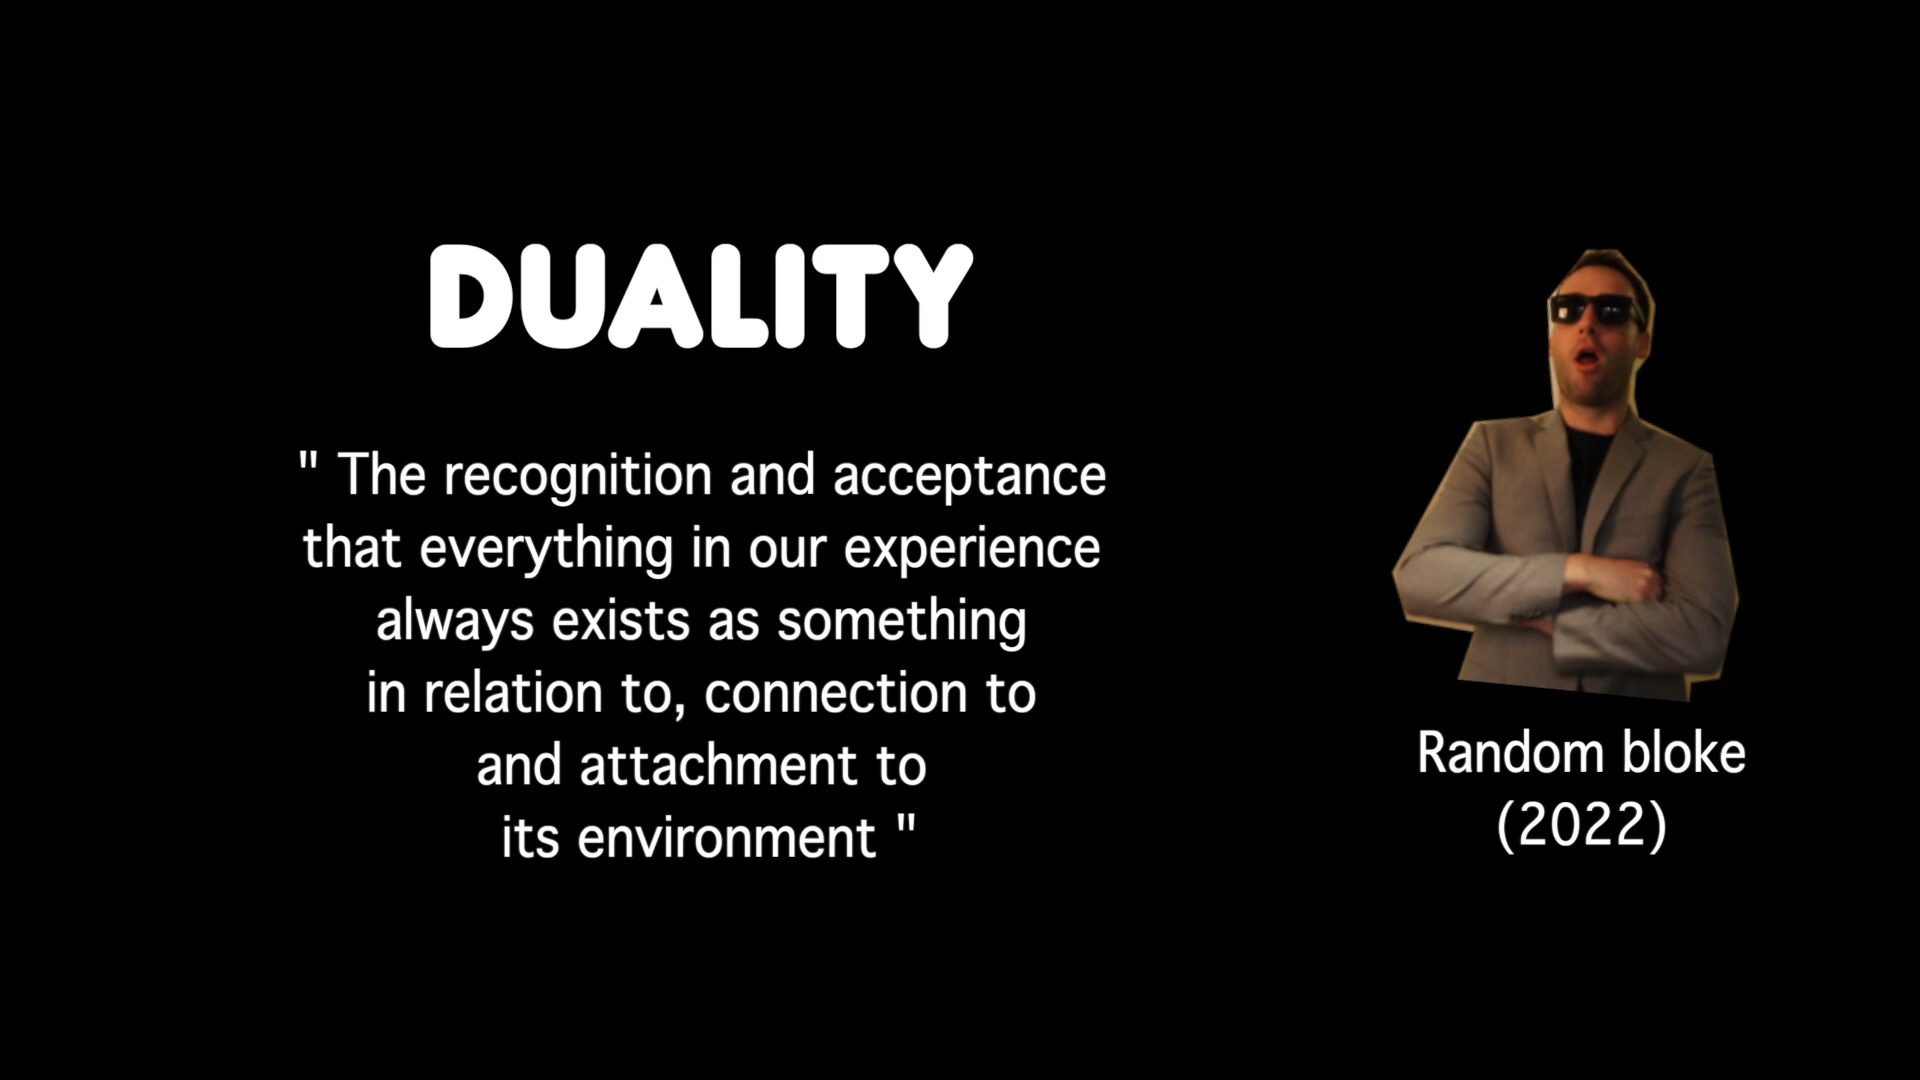 DUALITY
" The recognition and acceptance
that everything in our experience
always exists as something
in relation to, connection to
and attachment to
its environment "
Random bloke
(2022)